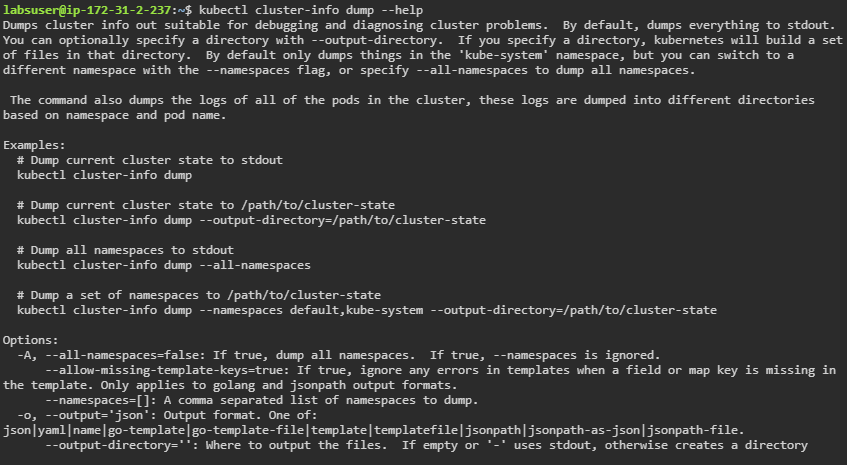 labsuser@ip-172-31-2-237:~$ kubectl cluster-info dump --help
Dumps cluster info out suitable for debugging and diagnosing cluster problems.  By default, dumps everything to stdout.
You can optionally specify a directory with --output-directory.  If you specify a directory, kubernetes will build a set
of files in that directory.  By default only dumps things in the 'kube-system' namespace, but you can switch to a
different namespace with the --namespaces flag, or specify --all-namespaces to dump all namespaces.

 The command also dumps the logs of all of the pods in the cluster, these logs are dumped into different directories
based on namespace and pod name.

Examples:
  # Dump current cluster state to stdout
  kubectl cluster-info dump

  # Dump current cluster state to /path/to/cluster-state
  kubectl cluster-info dump --output-directory=/path/to/cluster-state

  # Dump all namespaces to stdout
  kubectl cluster-info dump --all-namespaces

  # Dump a set of namespaces to /path/to/cluster-state
  kubectl cluster-info dump --namespaces default,kube-system --output-directory=/path/to/cluster-state

Options:
  -A, --all-namespaces=false: If true, dump all namespaces.  If true, --namespaces is ignored.
      --allow-missing-template-keys=true: If true, ignore any errors in templates when a field or map key is missing in
the template. Only applies to golang and jsonpath output formats.
      --namespaces=[]: A comma separated list of namespaces to dump.
  -o, --output='json': Output format. One of:
json|yaml|name|go-template|go-template-file|template|templatefile|jsonpath|jsonpath-as-json|jsonpath-file.
      --output-directory='': Where to output the files.  If empty or '-' uses stdout, otherwise creates a directory